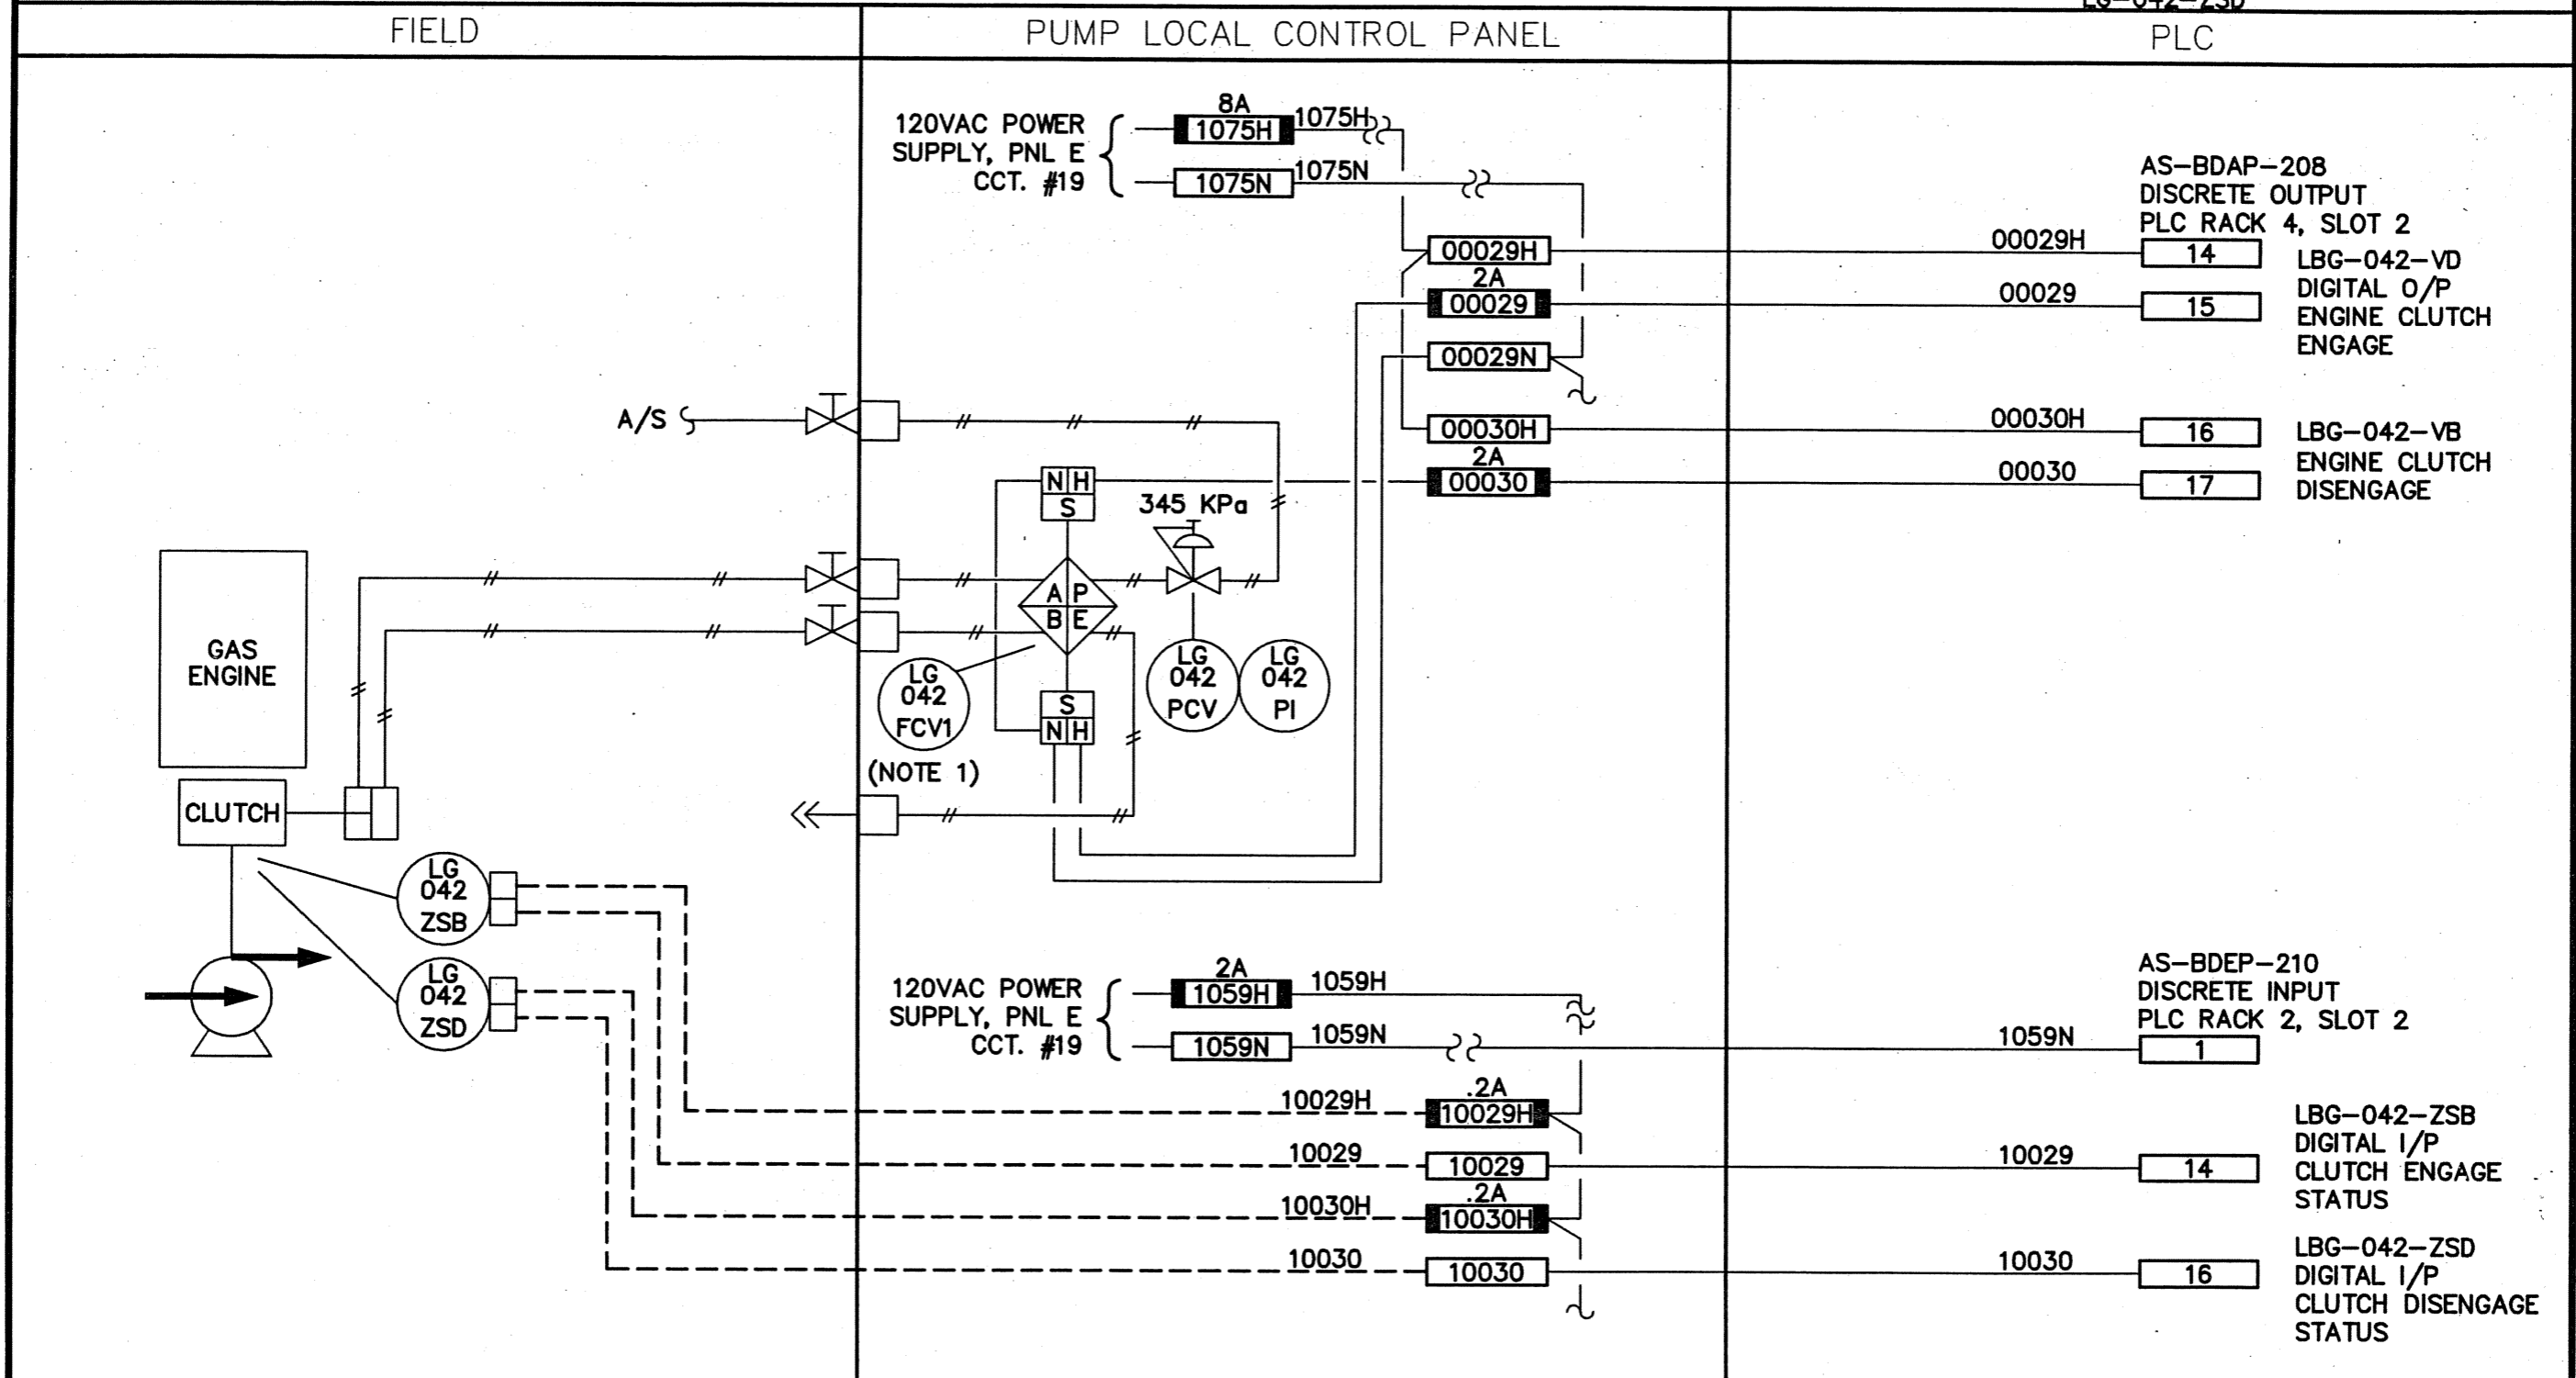 LG-042-ZSD
FIELD
PUMP LOCAL CONTROL PANEL
PLC
120VAC POWER
SUPPLY, PNL E
CCT. #19
8A
1075H
1075H
1075N
1075N
AS-BDAP-208
DISCRETE OUTPUT
PLC RACK 4, SLOT 2
00029H
00029H
14
2A
00029
00029
15
LBG-042-VD
DIGITAL O/P
ENGINE CLUTCH
ENGAGE
00029N
A/S
00030H
00030H
16
2A
00030
00030
17
LBG-042-VB
ENGINE CLUTCH
DISENGAGE
N H
S
345 KPa
A P
B E
GAS
ENGINE
LG
042
FCV1
(NOTE 1)
S
N H
LG
042
PCV
LG
042
PI
CLUTCH
LG
042
ZSB
LG
042
ZSD
120VAC POWER
SUPPLY, PNL E
CCT. #19
2A
1059H
1059H
1059N
1059N
AS-BDEP-210
DISCRETE INPUT
PLC RACK 2, SLOT 2
1059N
1
10029H
.2A
10029H
10029
10029
10029
14
LBG-042-ZSB
DIGITAL I/P
CLUTCH ENGAGE
STATUS
10030H
.2A
10030H
10030
10030
10030
16
LBG-042-ZSD
DIGITAL I/P
CLUTCH DISENGAGE
STATUS